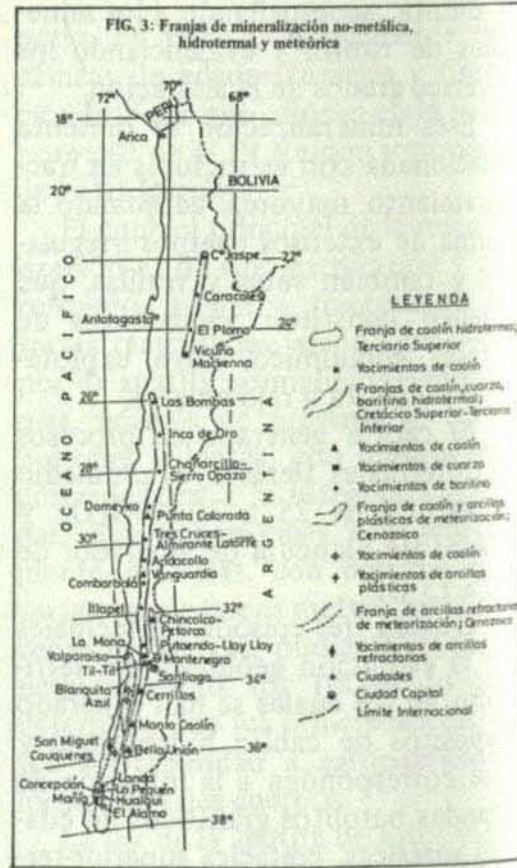 FIG. 3: Franjas de mineralización no-metálica,
hidrotermal y meteórica
72° 70° 68°
PERU
18°
Arica
20°
BOLIVIA
C° Jaspe 22°
Caracoles
Antofagasta
El Plomo 24°
Vicuña
Mackenna
OCEANO PACIFICO
ARGENTINA
26° Las Bombas
Inca de Oro
28° Chañarcillo-
Sierra Opazo
Domeyko
Punta Colorada
30° Tres Cruces-
Almirante Latorre
Andacollo
Vanguardia
Combarbalá
Illapel 32°
Chincolco-
Petorca
La Mona Putaendo-Llay Llay
Valparaíso Montenegro
Til-Til Santiago 34°
Blanquita Cerrillos
Azul
Monto Caolín
San Miguel
Cauquenes Bella Unión 36°
Concepción Londa
Lo Pequén
Hualqui
El Alamo
38°
LEYENDA
Franja de caolín hidrotermal;
Terciario Superior
Yacimientos de caolín
Franjas de caolín, cuarzo,
baritina hidrotermal;
Cretácico Superior-Terciario
Inferior
Yacimientos de caolín
Yacimientos de cuarzo
Yacimientos de baritina
Franja de caolín y arcillas
plásticas de meteorización;
Cenozoico
Yacimientos de caolín
Yacimientos de arcillas
plásticas
Franja de arcillas refractarias
de meteorización; Cenozoico
Yacimientos de arcillas
refractarias
Ciudades
Ciudad Capital
Límite Internacional